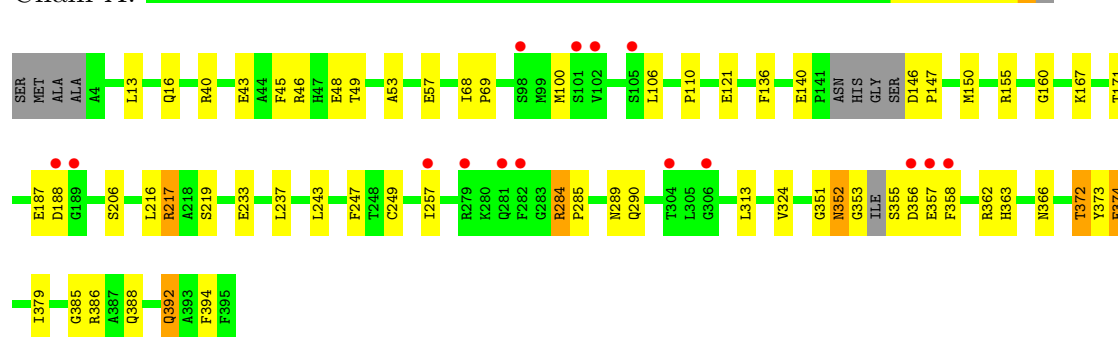 SER MET ALA ALA A4 L13 Q16 R40 E43 A44 F45 R46 H47 E48 T49 A53 E57 I68 P69 S98 M99 M100 S101 V102 S105 L106 P110 E121 F136 E140 P141 ASN HIS GLY SER D146 P147 M150 R155 G160 K167
E187 D188 G189 S206 L216 R217 A218 S219 E233 L237 L243 F247 T248 C249 I257 R279 K280 Q281 F282 G283 R284 P285 N289 Q290 T304 L305 G306 L313 V324 G351 N352 G353 ILE S355 D356 E357 F358 R362 H363 N366 T372 Y373
I379 G385 R386 A387 Q388 Q392 A393 F394 F395